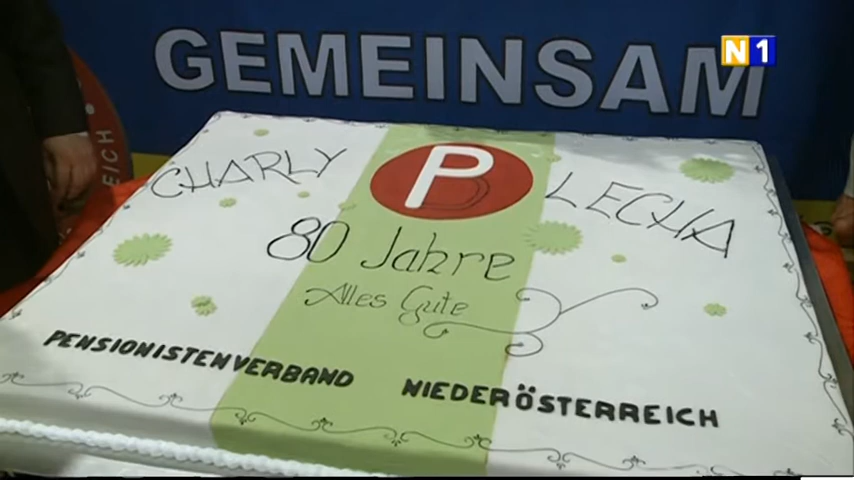 GEMEINSAM
N1
CHARLY P LECHA
80 Jahre
Alles Gute
PENSIONISTENVERBAND NIEDERÖSTERREICH